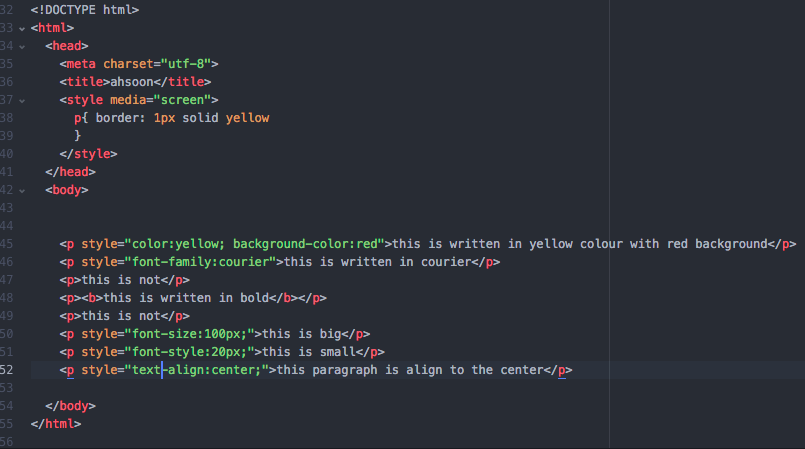 32 <!DOCTYPE html>
33 <html>
34 <head>
35 <meta charset="utf-8">
36 <title>ahsoon</title>
37 <style media="screen">
38 p{ border: 1px solid yellow
39 }
40 </style>
41 </head>
42 <body>
43
44
45 <p style="color:yellow; background-color:red">this is written in yellow colour with red background</p>
46 <p style="font-family:courier">this is written in courier</p>
47 <p>this is not</p>
48 <p><b>this is written in bold</b></p>
49 <p>this is not</p>
50 <p style="font-size:100px;">this is big</p>
51 <p style="font-style:20px;">this is small</p>
52 <p style="text-align:center;">this paragraph is align to the center</p>
53
54 </body>
55 </html>
56